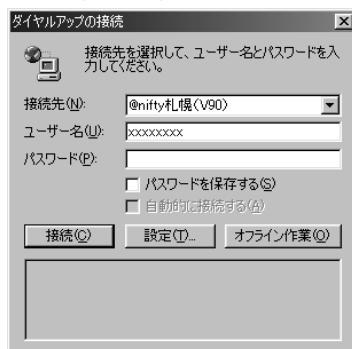 ダイヤルアップの接続
接続先を選択して、ユーザー名とパスワードを入
力してください。
接続先(N): @nifty札幌(V90)
ユーザー名(U): xxxxxxxx
パスワード(P):
パスワードを保存する(S)
自動的に接続する(A)
接続(C) 設定(T)... オフライン作業(O)